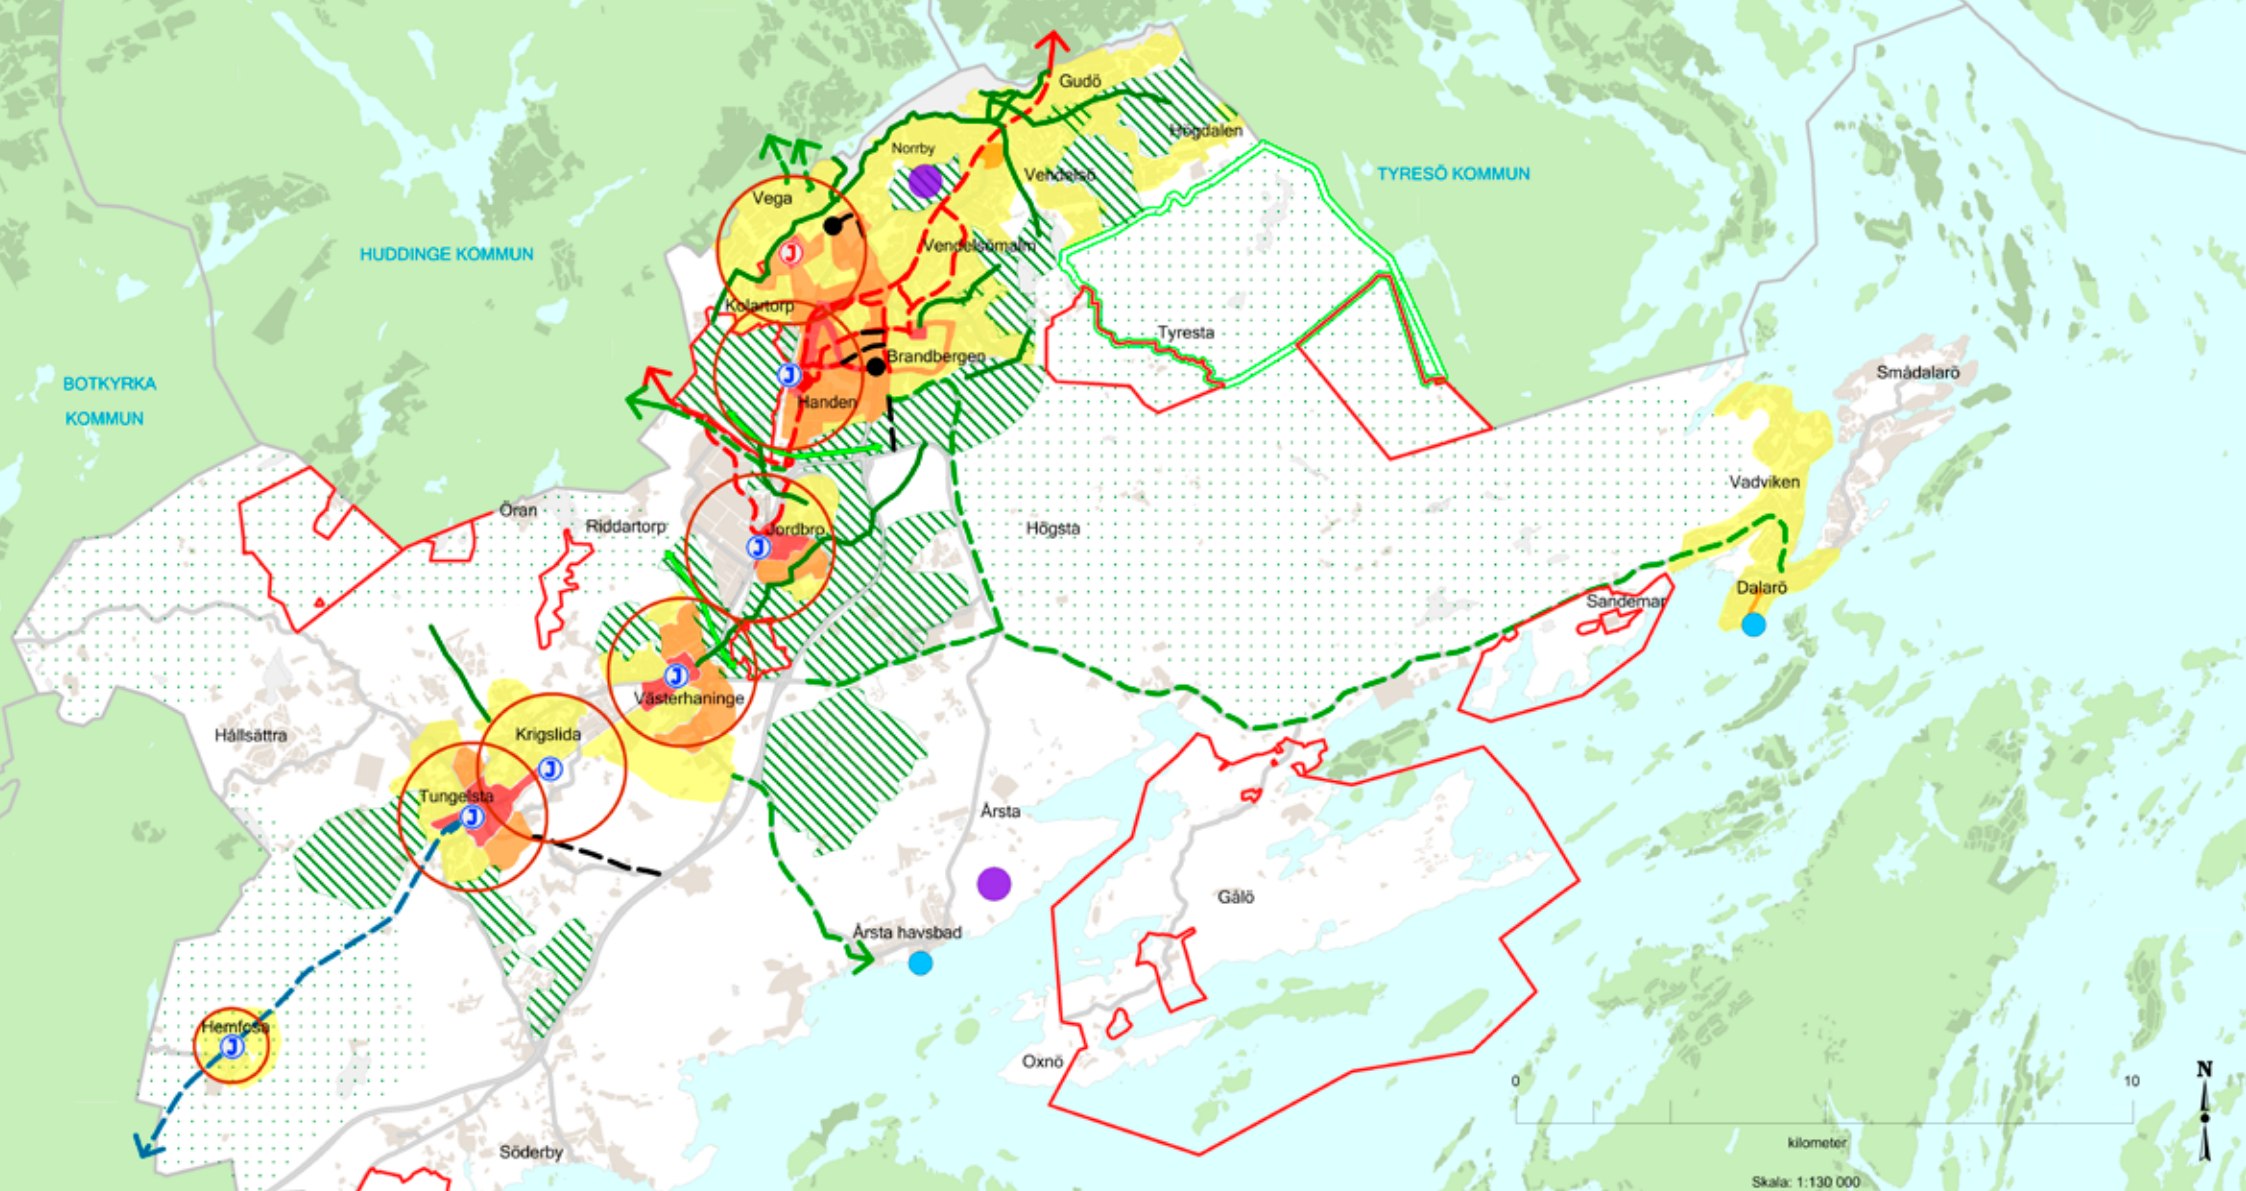 Gudö
Högdalen
Norrby
Vendelsö
TYRESÖ KOMMUN
Vega
HUDDINGE KOMMUN
J
Vendelsömalm
Kolartorp
Tyresta
Brandbergen
J
Smådalarö
BOTKYRKA
KOMMUN
Handen
Vadviken
Öran
Riddartorp
Jordbro
Högsta
J
Dalarö
Sandemar
J
Västerhaninge
Hållsättra
Krigslida
J
Tungelsta
J
Årsta
Gålö
Årsta havsbad
Hemfosa
J
Oxnö
N
0
10
kilometer
Söderby
Skala: 1:130 000